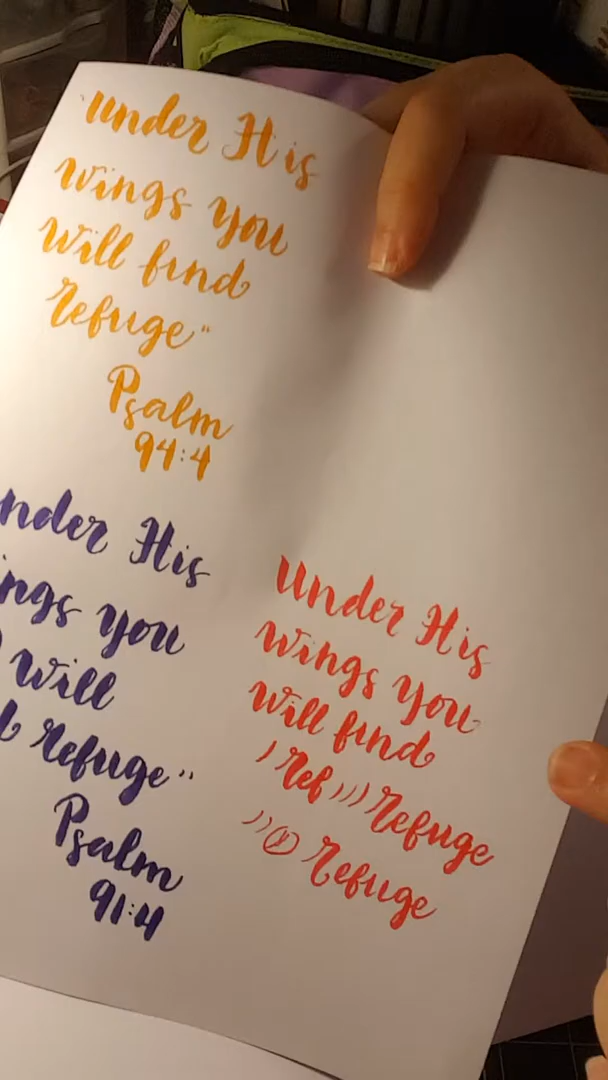 "Under His
Wings you
Will find
Refuge"
Psalm
94:4
nder His
ings you
Will
Refuge"
Psalm
91:4
Under His
Wings you
Will find
Ref Refuge
Refuge